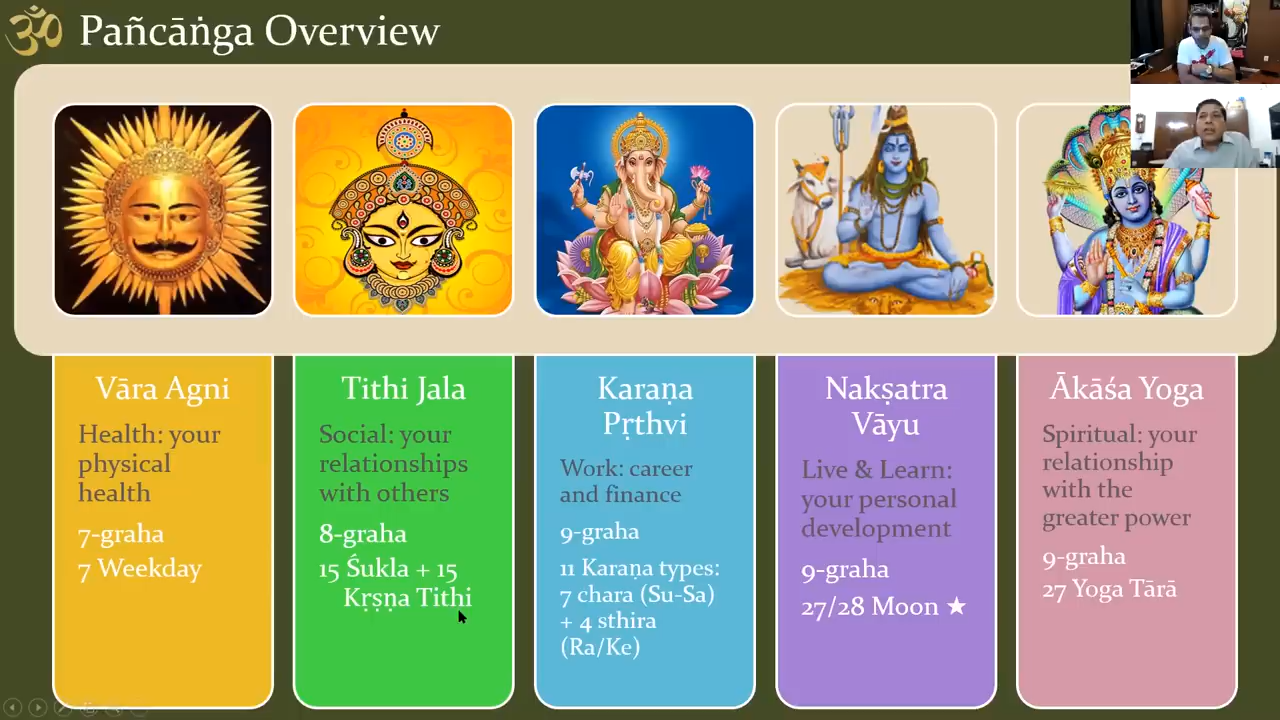 ॐ Pañcāṅga Overview
Vāra Agni
Health: your
physical
health
7-graha
7 Weekday
Tithi Jala
Social: your
relationships
with others
8-graha
15 Śukla + 15
Kṛṣṇa Tithi
Karaṇa
Pṛthvi
Work: career
and finance
9-graha
11 Karaṇa types:
7 chara (Su-Sa)
+ 4 sthira
(Ra/Ke)
Nakṣatra
Vāyu
Live & Learn:
your personal
development
9-graha
27/28 Moon ★
Ākāśa Yoga
Spiritual: your
relationship
with the
greater power
9-graha
27 Yoga Tārā